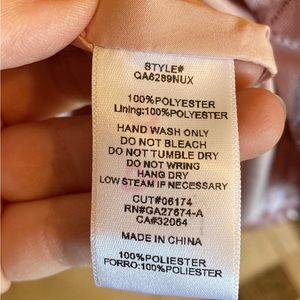 STYLE#
QA6289NUX
100%POLYESTER
Lining:100%POLYESTER
HAND WASH ONLY
DO NOT BLEACH
DO NOT TUMBLE DRY
DO NOT WRING
HANG DRY
LOW STEAM IF NECESSARY
CUT#06174
RN#GA27674-A
CA#32054
MADE IN CHINA
100%POLIESTER
FORRO:100%POLIESTER